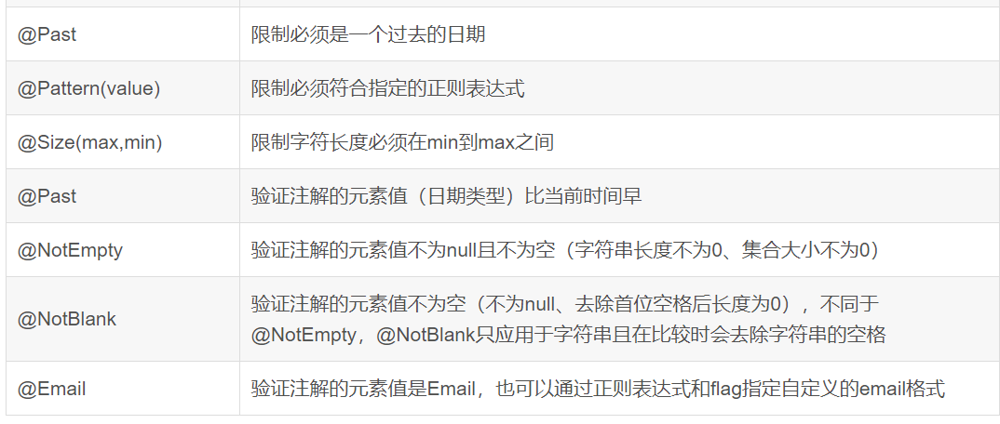 @Past 限制必须是一个过去的日期
@Pattern(value) 限制必须符合指定的正则表达式
@Size(max,min) 限制字符长度必须在min到max之间
@Past 验证注解的元素值（日期类型）比当前时间早
@NotEmpty 验证注解的元素值不为null且不为空（字符串长度不为0、集合大小不为0）
@NotBlank 验证注解的元素值不为空（不为null、去除首位空格后长度为0），不同于
@NotEmpty，@NotBlank只应用于字符串且在比较时会去除字符串的空格
@Email 验证注解的元素值是Email，也可以通过正则表达式和flag指定自定义的email格式